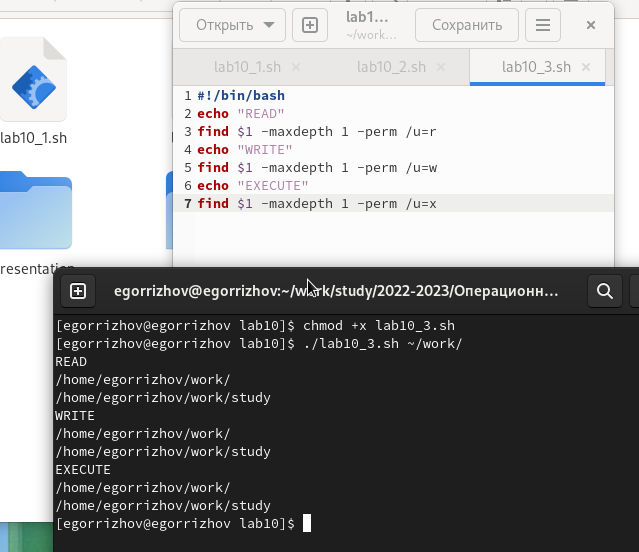 Открыть
lab1...
~/work...
Сохранить
lab10_1.sh
lab10_2.sh
lab10_3.sh
1 #!/bin/bash
2 echo "READ"
3 find $1 -maxdepth 1 -perm /u=r
4 echo "WRITE"
5 find $1 -maxdepth 1 -perm /u=w
6 echo "EXECUTE"
7 find $1 -maxdepth 1 -perm /u=x
lab10_1.sh
resentation
egorrizhov@egorrizhov:~/work/study/2022-2023/Операционн...
[egorrizhov@egorrizhov lab10]$ chmod +x lab10_3.sh
[egorrizhov@egorrizhov lab10]$ ./lab10_3.sh ~/work/
READ
/home/egorrizhov/work/
/home/egorrizhov/work/study
WRITE
/home/egorrizhov/work/
/home/egorrizhov/work/study
EXECUTE
/home/egorrizhov/work/
/home/egorrizhov/work/study
[egorrizhov@egorrizhov lab10]$